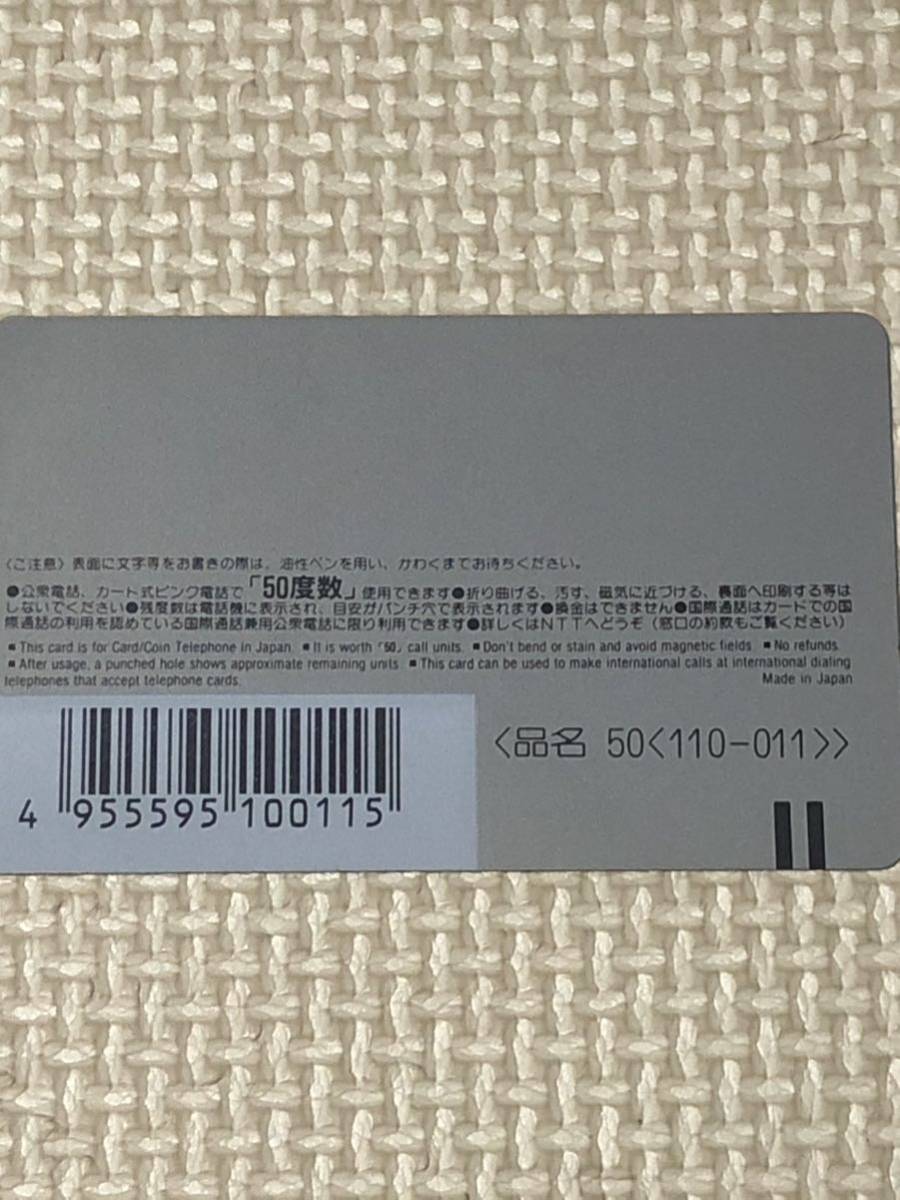 〈ご注意〉表面に文字等をお書きの際は、油性ペンを用い、かわくまでお待ちください。
●公衆電話、カード式ピンク電話で「50度数」使用できます●折り曲げる、汚す、磁気に近づける、裏面へ印刷する等は
しないでください●残度数は電話機に表示され、目安がパンチ穴で表示されます●換金はできません●国際通話はカードでの国
際通話の利用を認めている国際通話兼用公衆電話に限り利用できます●詳しくはNTTへどうぞ（窓口の約款もご覧ください）
■This card is for Card/Coin Telephone in Japan. ■It is worth「50」call units. ■Don't bend or stain and avoid magnetic fields. ■No refunds.
■After usage, a punched hole shows approximate remaining units. ■This card can be used to make international calls at international dialing
telephones that accept telephone cards. Made in Japan
〈品名 50〈110-011〉〉
4 955595 100115